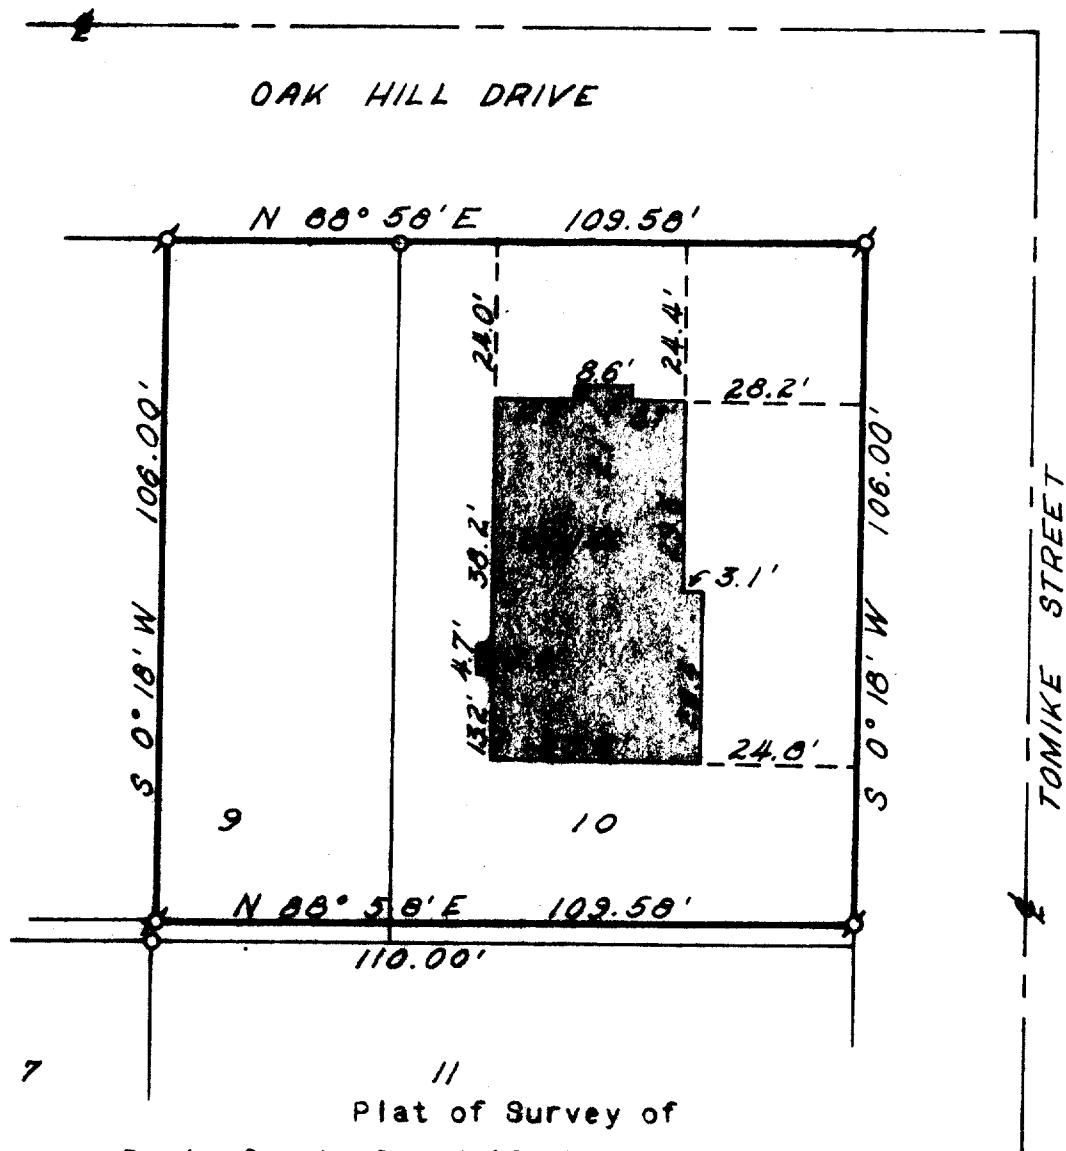 OAK HILL DRIVE
N 88° 58' E 109.58'
24.0'
24.4'
8.6'
28.2'
106.00'
106.00'
38.2'
3.1'
TOMIKE STREET
S 0° 18' W
S 0° 18' W
4.7'
13.2'
24.8'
9
10
N 88° 58' E 109.58'
110.00'
7
11
Plat of Survey of